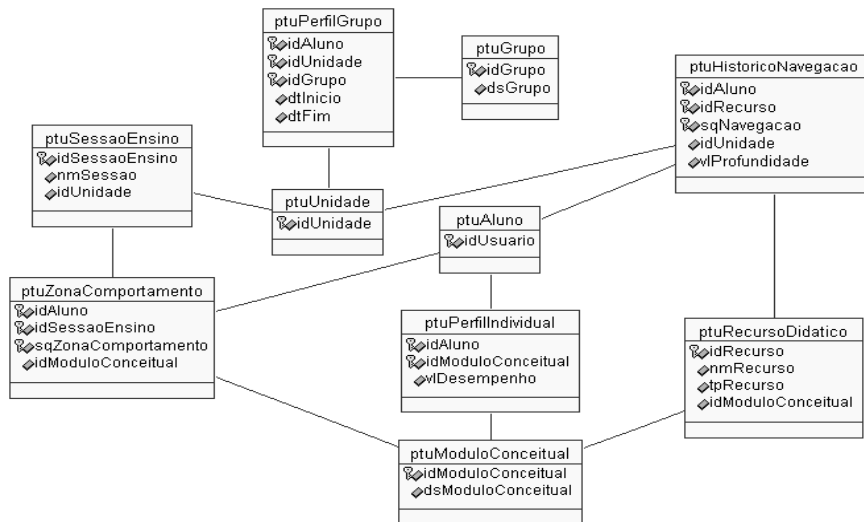 ptuPerfilGrupo
idAluno
idUnidade
idGrupo
dtInicio
dtFim
ptuGrupo
idGrupo
dsGrupo
ptuHistoricoNavegacao
idAluno
idRecurso
sqNavegacao
idUnidade
vlProfundidade
ptuSessaoEnsino
idSessaoEnsino
nmSessao
idUnidade
ptuUnidade
idUnidade
ptuAluno
idUsuario
ptuZonaComportamento
idAluno
idSessaoEnsino
sqZonaComportamento
idModuloConceitual
ptuPerfilIndividual
idAluno
idModuloConceitual
vlDesempenho
ptuRecursoDidatico
idRecurso
nmRecurso
tpRecurso
idModuloConceitual
ptuModuloConceitual
idModuloConceitual
dsModuloConceitual